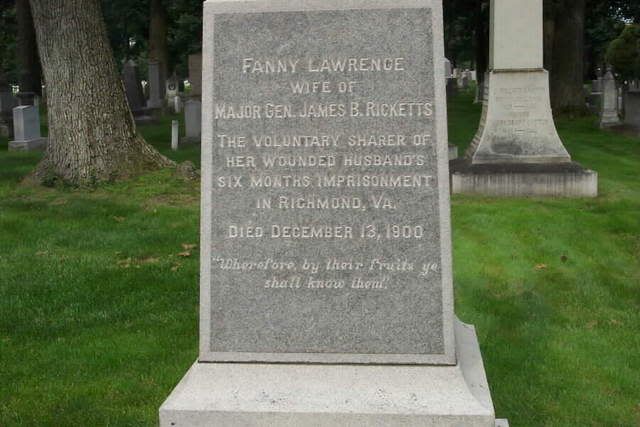 FANNY LAWRENCE
WIFE OF
MAJOR GEN. JAMES B. RICKETTS
THE VOLUNTARY SHARER OF
HER WOUNDED HUSBAND'S
SIX MONTHS IMPRISONMENT
IN RICHMOND, VA.
DIED DECEMBER 13, 1900
"Wherefore, by their fruits ye
shall know them".